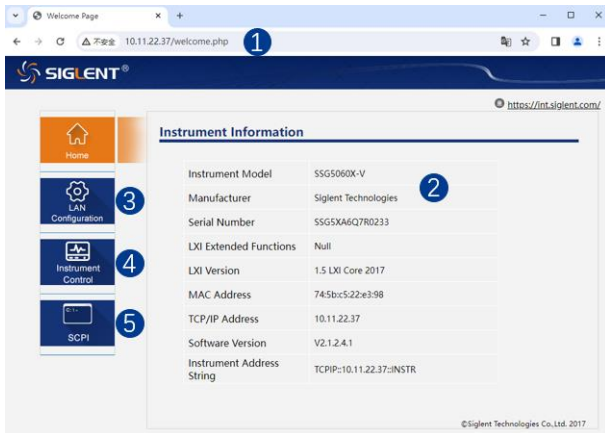 Welcome Page
不安全 10.11.22.37/welcome.php
1
SIGLENT®
https://int.siglent.com/
Home
Instrument Information
Instrument Model SSG5060X-V
2
Manufacturer Siglent Technologies
LAN
Configuration
3
Serial Number SSG5XA6Q7R0233
LXI Extended Functions Null
Instrument
Control
4
LXI Version 1.5 LXI Core 2017
MAC Address 74:5b:c5:22:e3:98
C:\-
SCPI
5
TCP/IP Address 10.11.22.37
Software Version V2.1.2.4.1
Instrument Address
String
TCPIP::10.11.22.37::INSTR
©Siglent Technologies Co.,Ltd. 2017